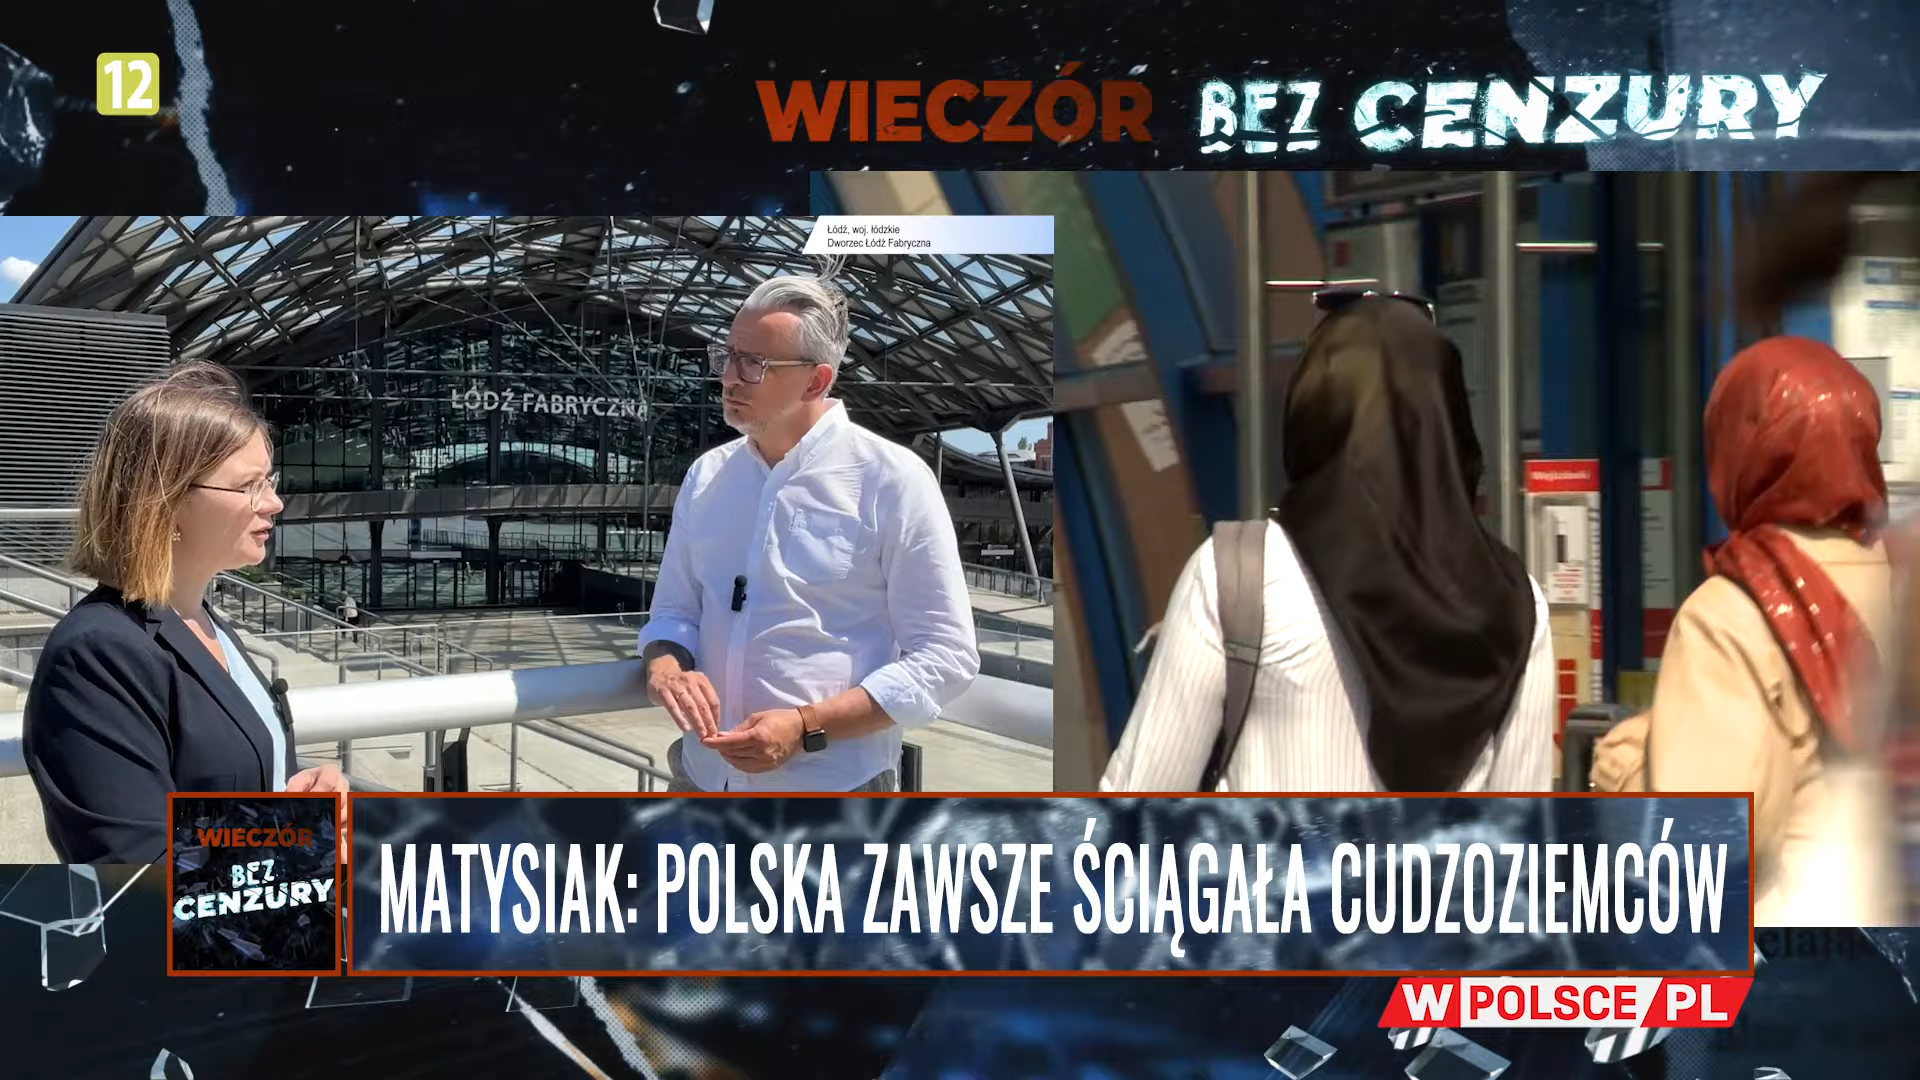 12
WIECZÓR BEZ CENZURY
Łódź, woj. łódzkie
Dworzec Łódź Fabryczna
ŁÓDŹ FABRYCZNA
WIECZÓR
BEZ
CENZURY
MATYSIAK: POLSKA ZAWSZE ŚCIĄGAŁA CUDZOZIEMCÓW
W POLSCE/PL